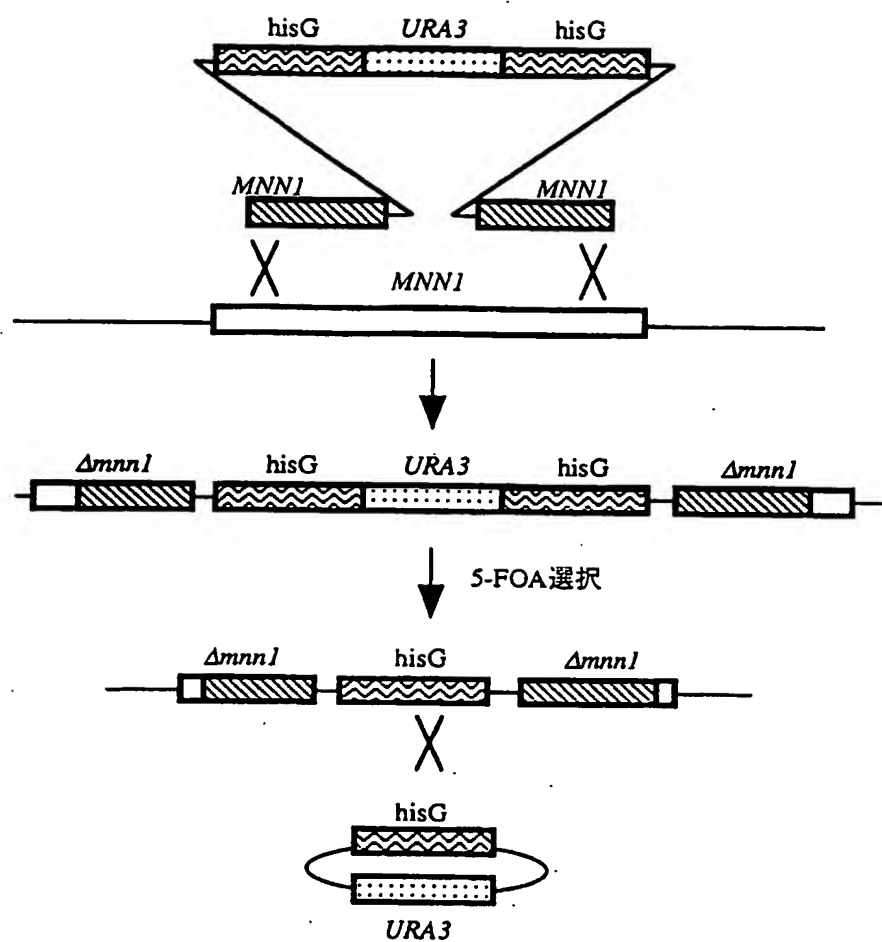 hisG URA3 hisG
MNN1 MNN1
MNN1
Δmnn1 hisG URA3 hisG Δmnn1
5-FOA選択
Δmnn1 hisG Δmnn1
hisG
URA3